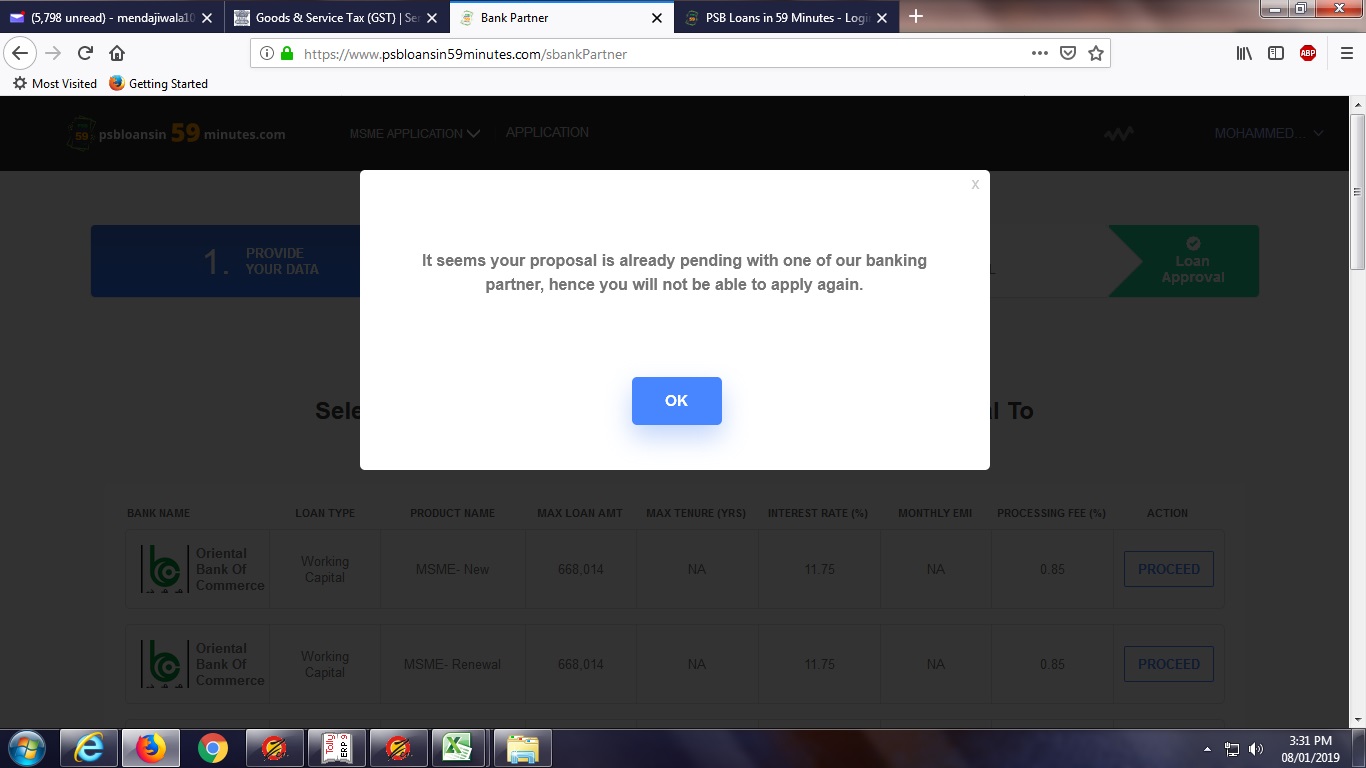 (5,798 unread) - mendajiwala10
Goods & Service Tax (GST) | Ser
Bank Partner
PSB Loans in 59 Minutes - Login
https://www.psbloansin59minutes.com/sbankPartner
ABP
Most Visited
Getting Started
psbloansin 59 minutes.com
MSME APPLICATION
APPLICATION
MOHAMMED...
x
1.
PROVIDE
YOUR DATA
It seems your proposal is already pending with one of our banking
partner, hence you will not be able to apply again.
OK
Loan
Approval
Sele
l To
BANK NAME LOAN TYPE PRODUCT NAME MAX LOAN AMT MAX TENURE (YRS) INTEREST RATE (%) MONTHLY EMI PROCESSING FEE (%) ACTION
Oriental
Bank Of
Commerce
Working
Capital
MSME- New
668,014
NA
11.75
NA
0.85
PROCEED
Oriental
Bank Of
Commerce
Working
Capital
MSME- Renewal
668,014
NA
11.75
NA
0.85
PROCEED
Tally
ERP 9
3:31 PM
08/01/2019